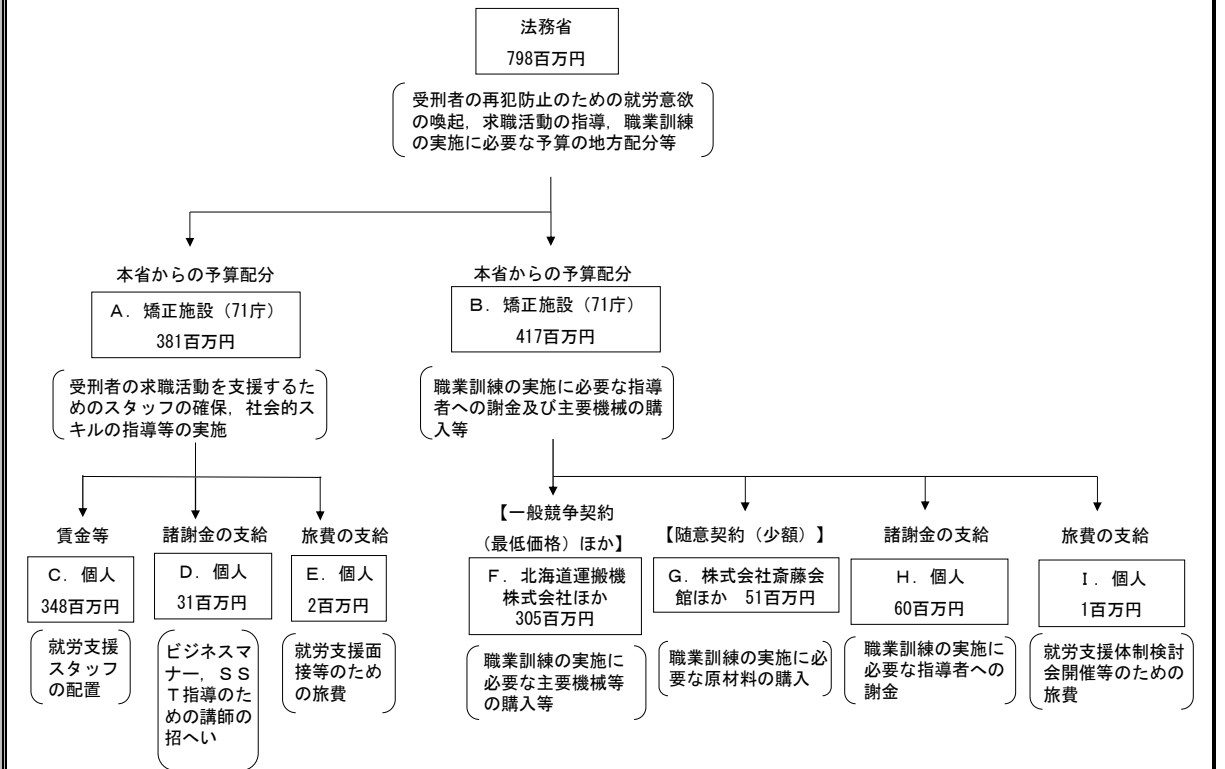 法務省
798百万円
受刑者の再犯防止のための就労意欲
の喚起，求職活動の指導，職業訓練
の実施に必要な予算の地方配分等
本省からの予算配分
A．矯正施設（71庁）
381百万円
受刑者の求職活動を支援するた
めのスタッフの確保，社会的ス
キルの指導等の実施
本省からの予算配分
B．矯正施設（71庁）
417百万円
職業訓練の実施に必要な指導
者への謝金及び主要機械の購
入等
賃金等
C．個人
348百万円
就労支援
スタッフ
の配置
諸謝金の支給
D．個人
31百万円
ビジネスマ
ナー，ＳＳ
Ｔ指導のた
めの講師の
招へい
旅費の支給
E．個人
2百万円
就労支援面
接等のため
の旅費
【一般競争契約
（最低価格）ほか】
F．北海道運搬機
株式会社ほか
305百万円
職業訓練の実施に
必要な主要機械等
の購入等
【随意契約（少額）】
G．株式会社斎藤会
館ほか　51百万円
職業訓練の実施に必
要な原材料の購入
諸謝金の支給
H．個人
60百万円
職業訓練の実施に
必要な指導者への
謝金
旅費の支給
I．個人
1百万円
就労支援体制検討
会開催等のための
旅費